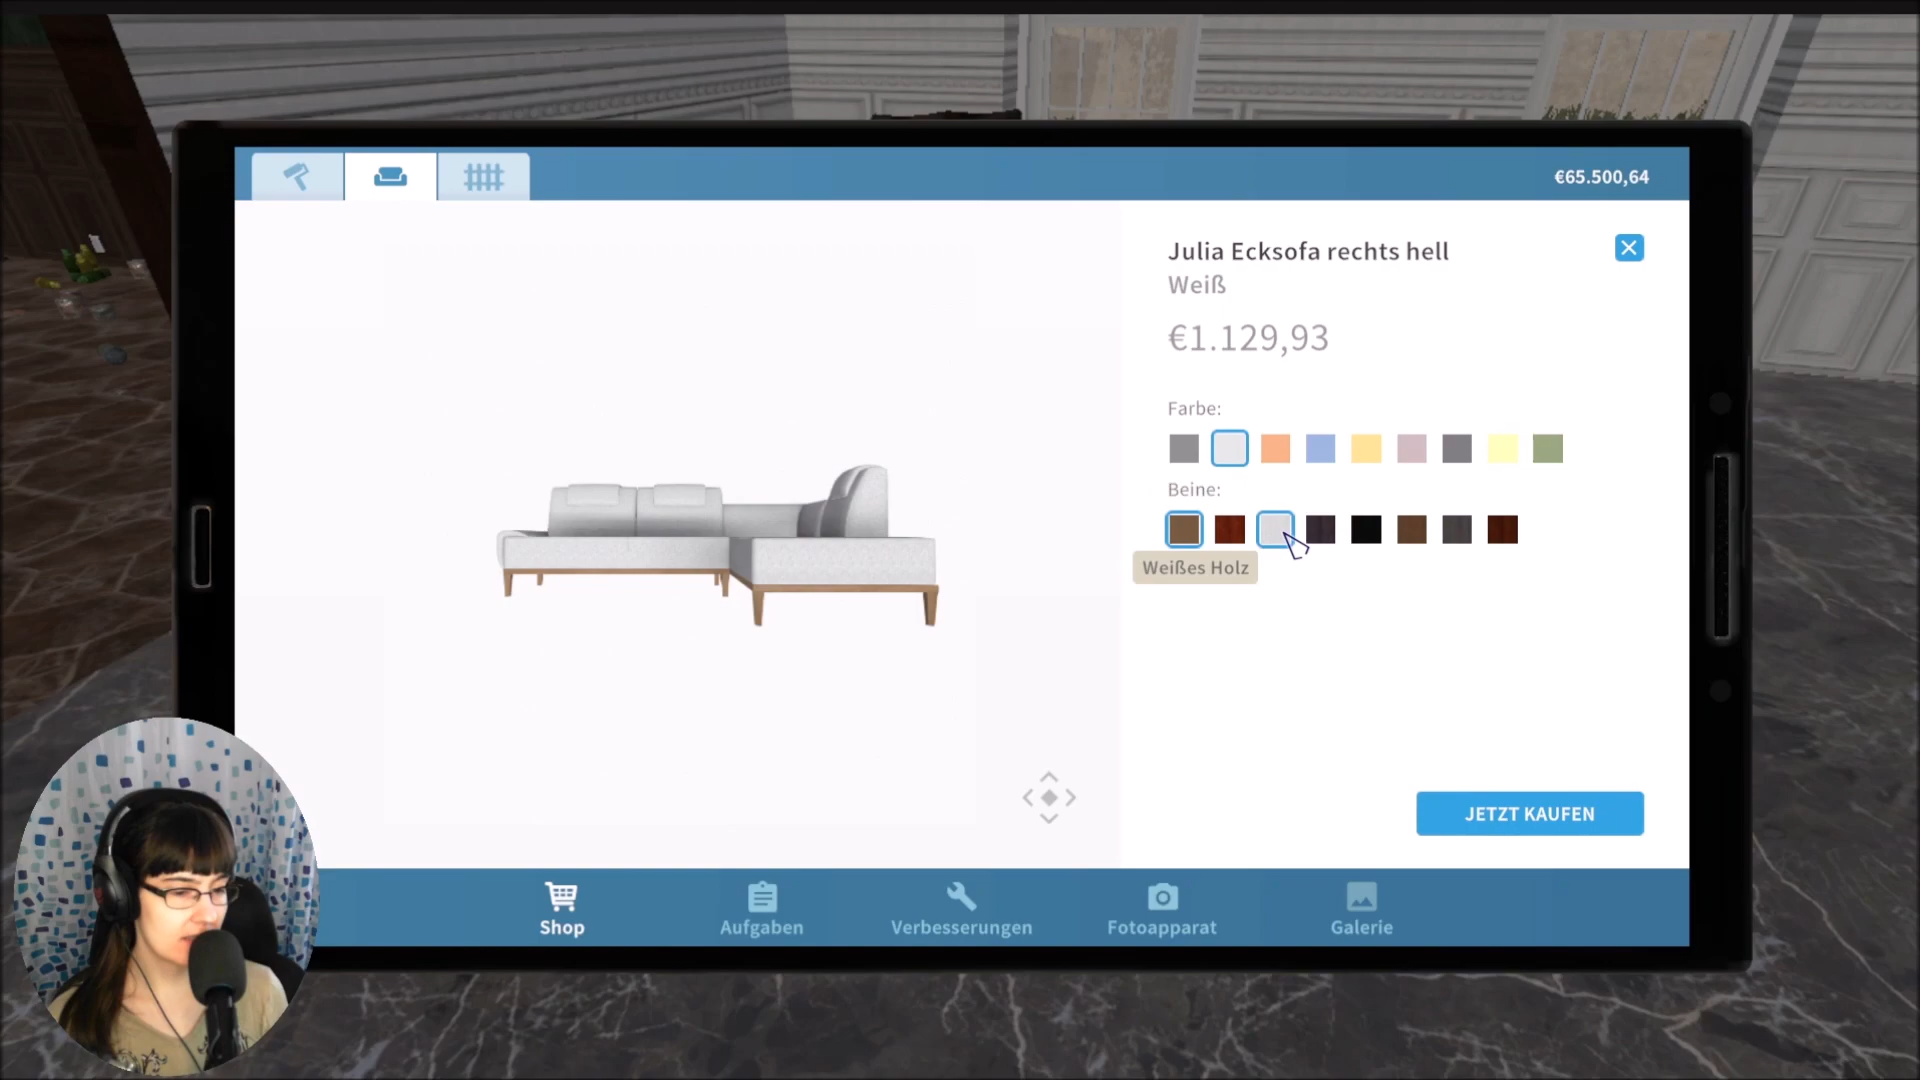 €65.500,64
Julia Ecksofa rechts hell
Weiß
€1.129,93
Farbe:
Beine:
Weißes Holz
JETZT KAUFEN
Shop
Aufgaben
Verbesserungen
Fotoapparat
Galerie